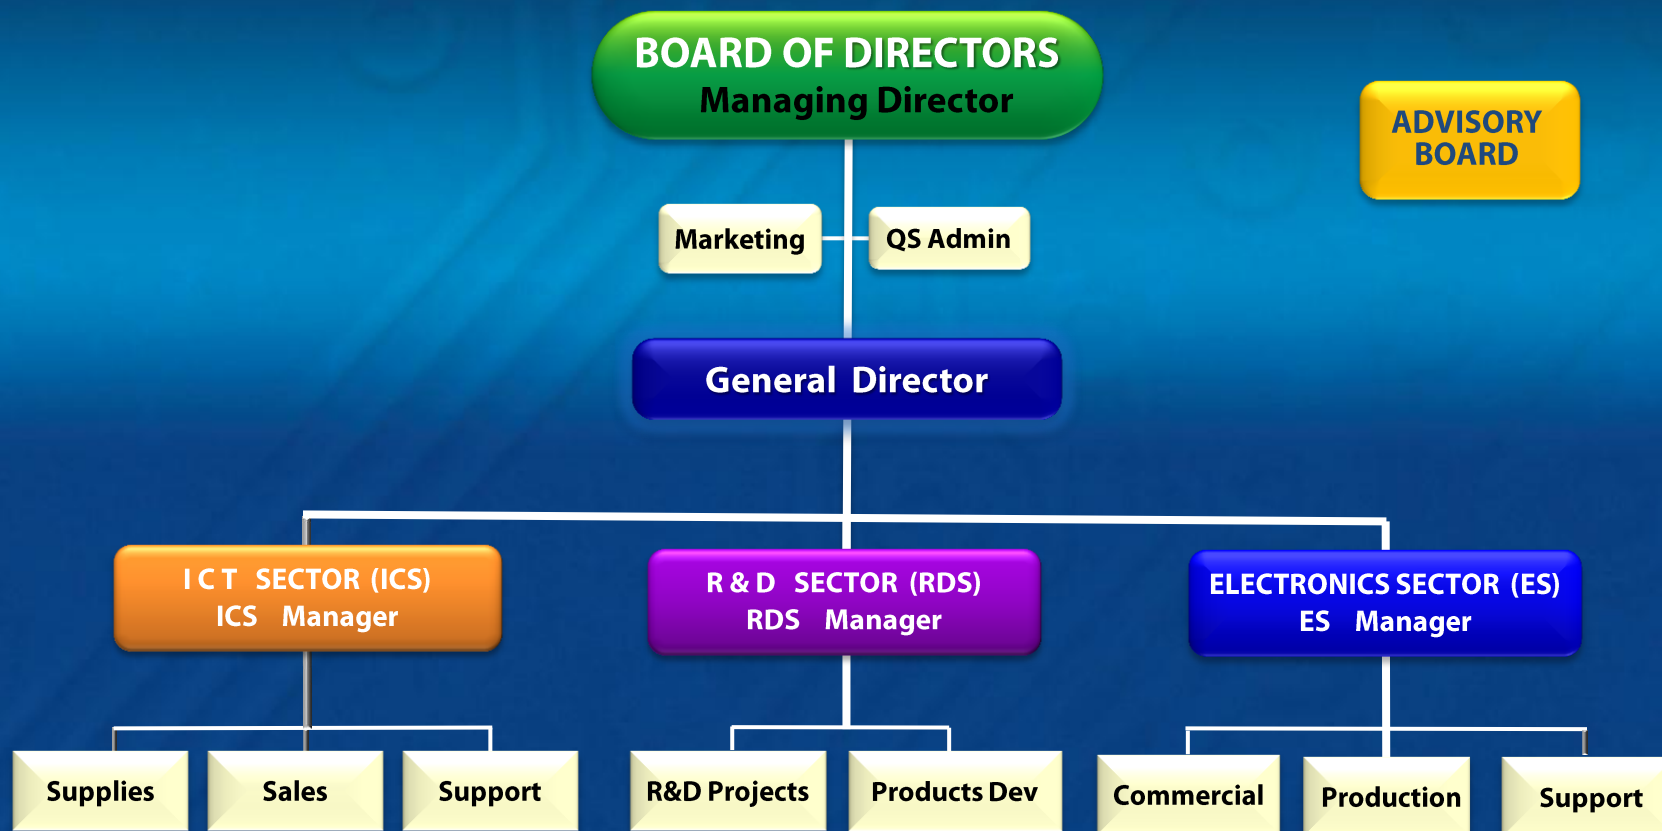 BOARD OF DIRECTORS
Managing Director
ADVISORY
BOARD
Marketing
QS Admin
General Director
I C T SECTOR (ICS)
ICS Manager
R & D SECTOR (RDS)
RDS Manager
ELECTRONICS SECTOR (ES)
ES Manager
Supplies
Sales
Support
R&D Projects
Products Dev
Commercial
Production
Support